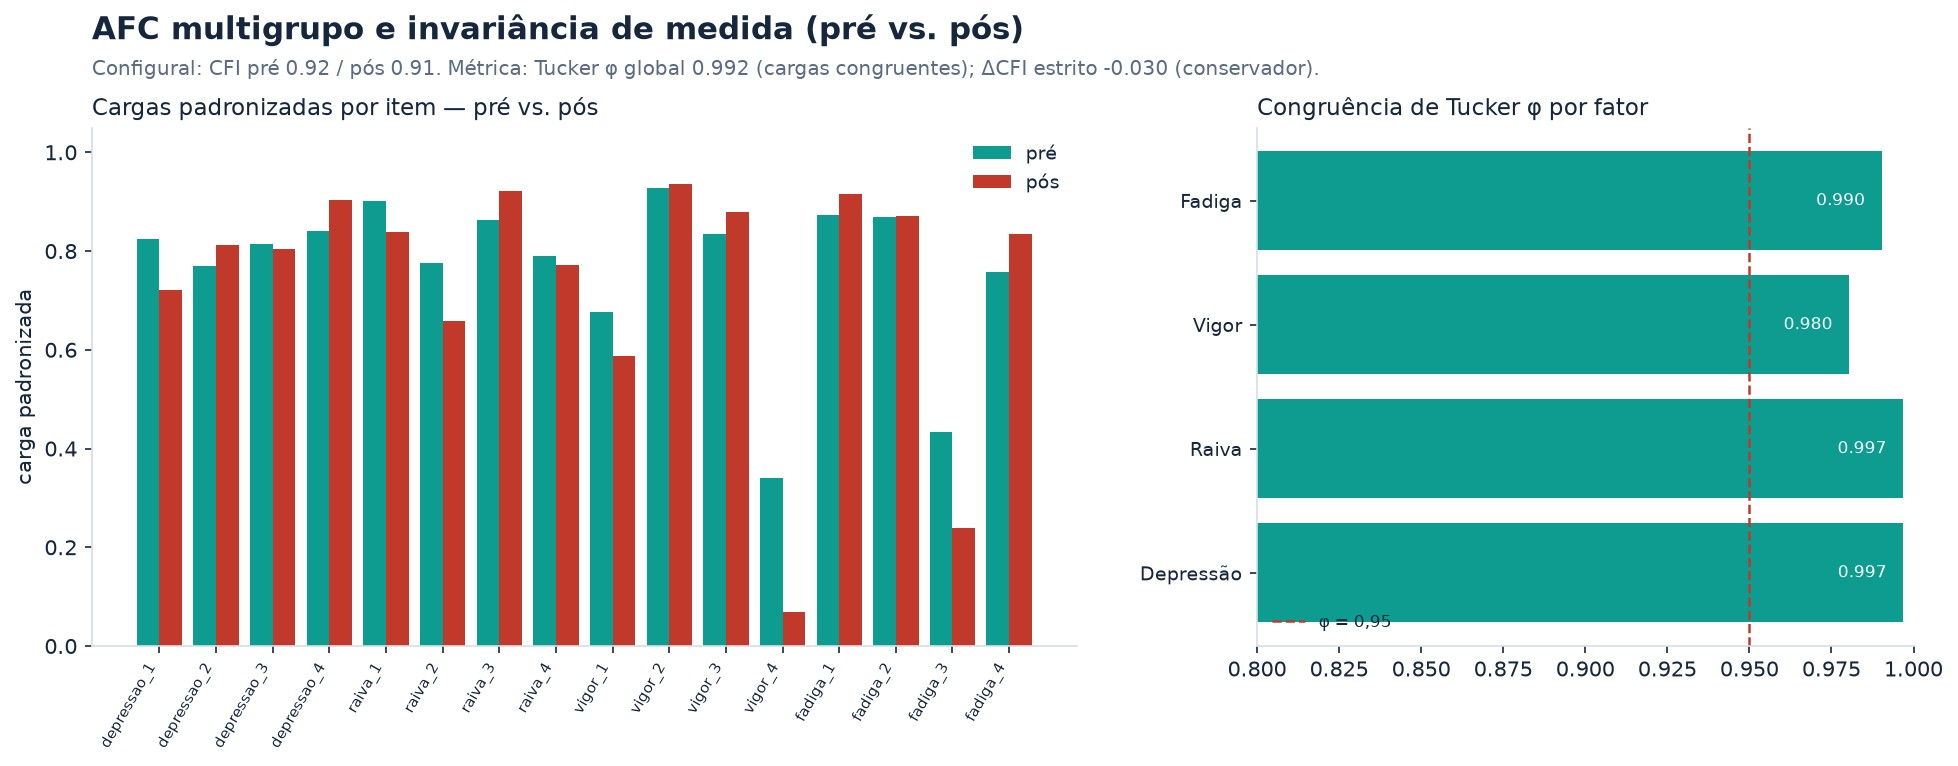 AFC multigrupo e invariância de medida (pré vs. pós)
Configural: CFI pré 0.92 / pós 0.91. Métrica: Tucker φ global 0.992 (cargas congruentes); ΔCFI estrito -0.030 (conservador).
Cargas padronizadas por item — pré vs. pós
carga padronizada
1.0
0.8
0.6
0.4
0.2
0.0
pré
pós
depressao_1
depressao_2
depressao_3
depressao_4
raiva_1
raiva_2
raiva_3
raiva_4
vigor_1
vigor_2
vigor_3
vigor_4
fadiga_1
fadiga_2
fadiga_3
fadiga_4
Congruência de Tucker φ por fator
Fadiga
0.990
Vigor
0.980
Raiva
0.997
Depressão
0.997
φ = 0,95
0.800
0.825
0.850
0.875
0.900
0.925
0.950
0.975
1.000